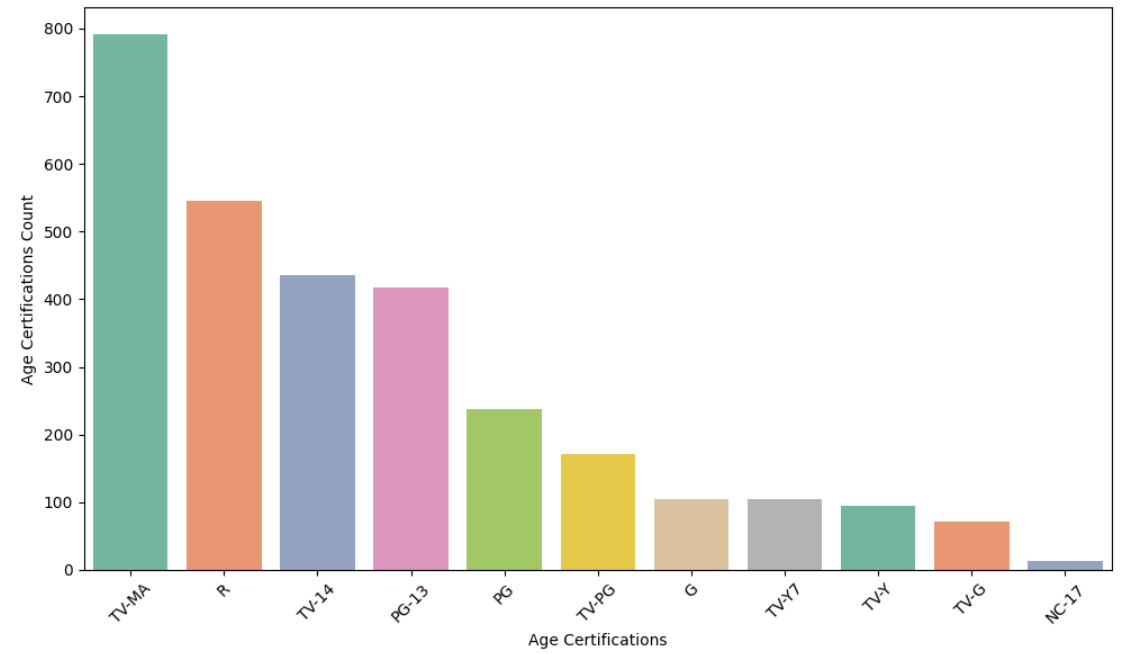 800
700
600
500
400
300
200
100
0
Age Certifications Count
TV-MA
R
TV-14
PG-13
PG
TV-PG
G
TV-Y7
TV-Y
TV-G
NC-17
Age Certifications